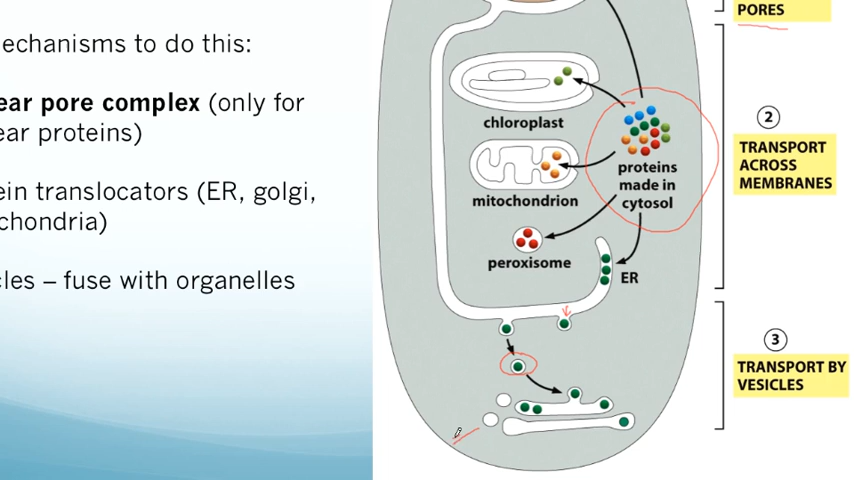 echanisms to do this:
ear pore complex (only for
ear proteins)
ein translocators (ER, golgi,
chondria)
cles – fuse with organelles
chloroplast
mitochondrion
peroxisome
proteins
made in
cytosol
ER
PORES
2
TRANSPORT
ACROSS
MEMBRANES
3
TRANSPORT BY
VESICLES